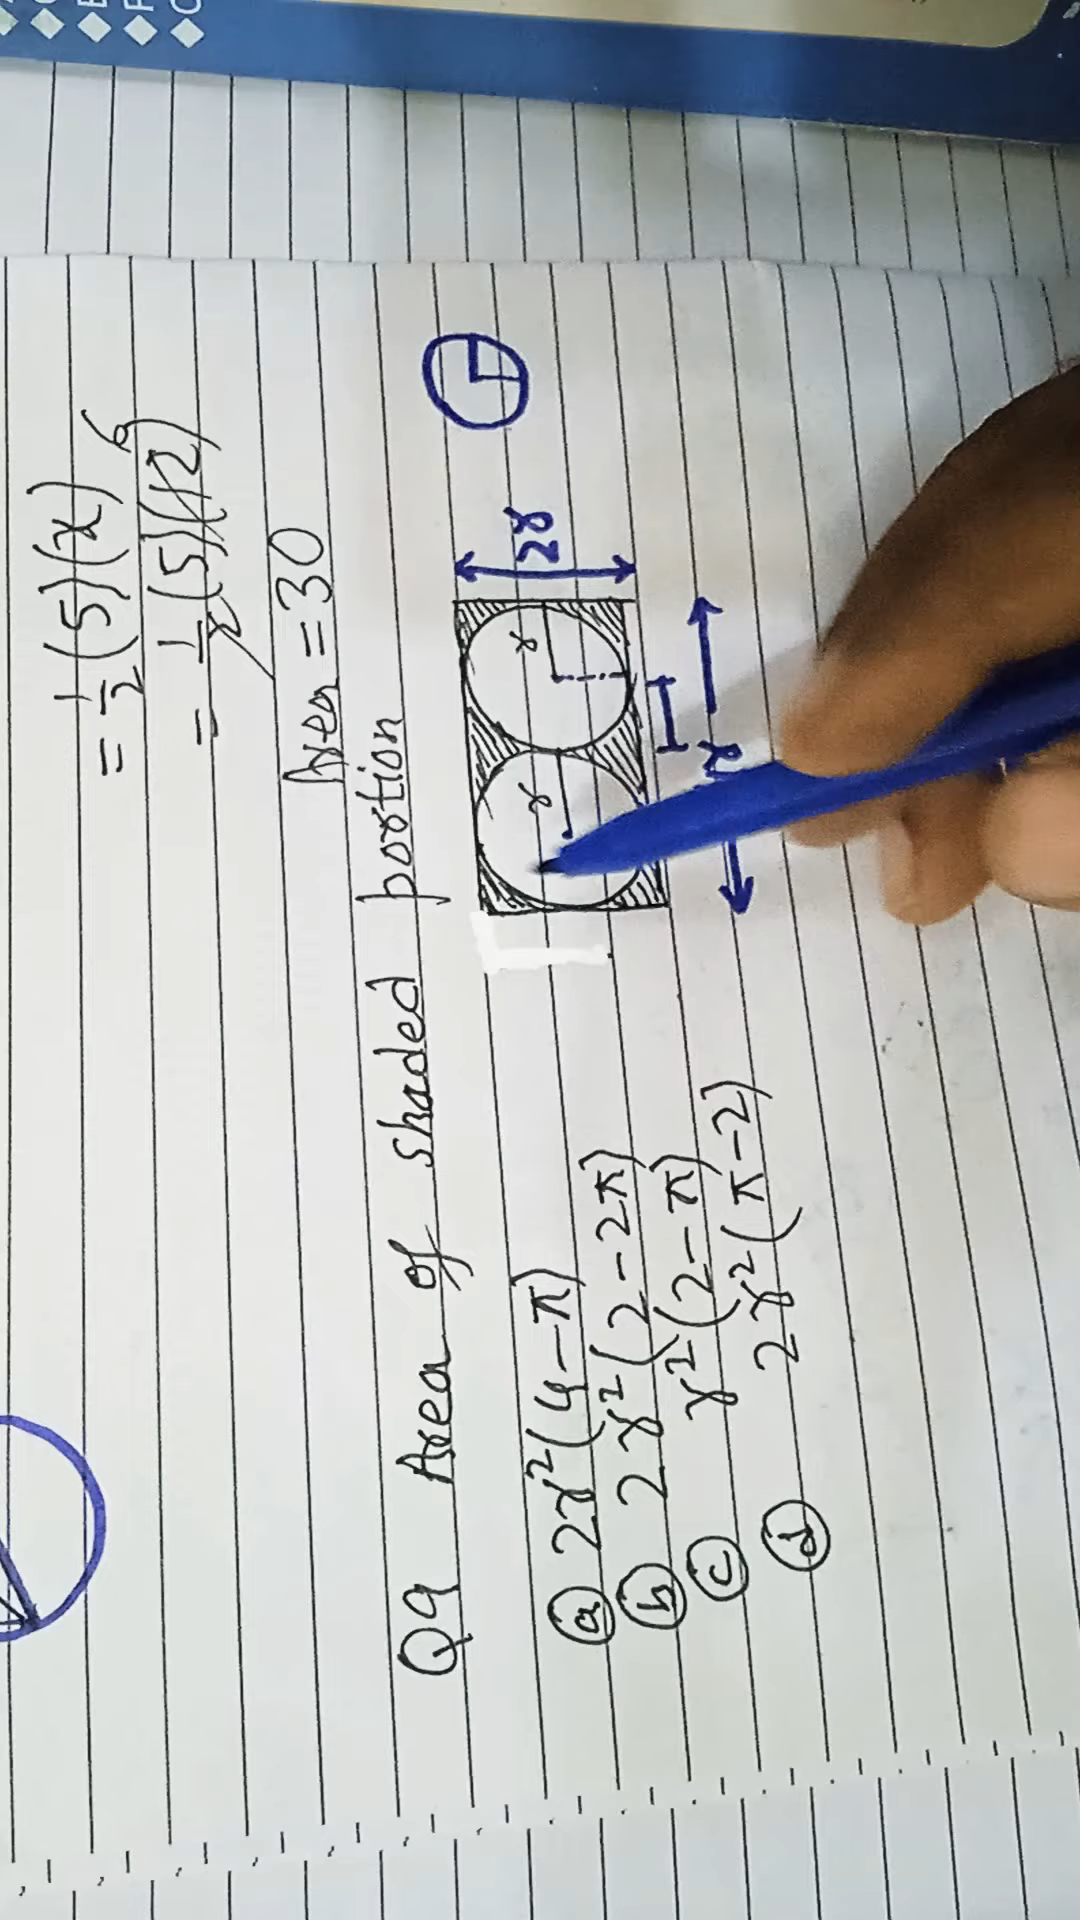 = 1/2 (5)(x)
= 1/2 (5)(12) 6
Area = 30
Q9 Area of shaded portion
(a) 2r²(4-π)
(b) 2r²(2-2π)
(c) r²(2-π)
(d) 2r²(π-2)
r
r
2r